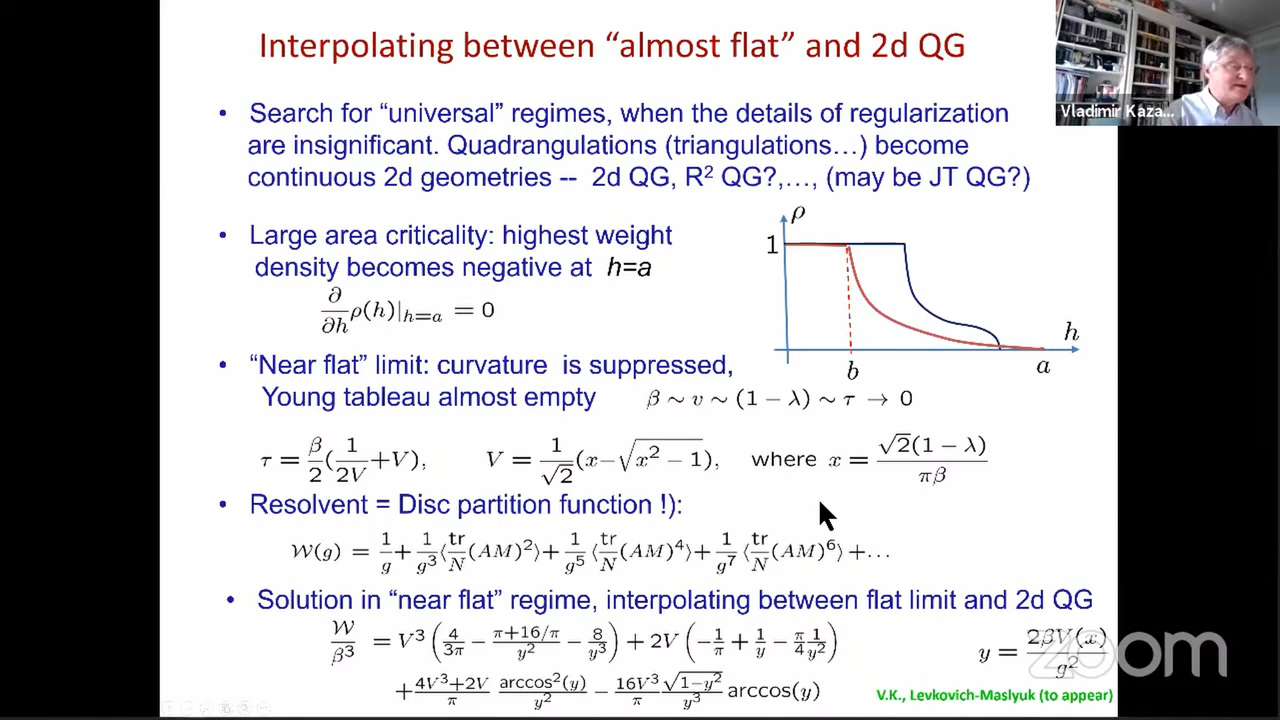 Interpolating between “almost flat” and 2d QG
Vladimir Kaza...
• Search for “universal” regimes, when the details of regularization
are insignificant. Quadrangulations (triangulations…) become
continuous 2d geometries -- 2d QG, R² QG?,…, (may be JT QG?)
• Large area criticality: highest weight
density becomes negative at h=a
∂/∂h ρ(h)|_{h=a} = 0
ρ
1
h
b
a
• “Near flat” limit: curvature is suppressed,
Young tableau almost empty β ∼ v ∼ (1 − λ) ∼ τ → 0
τ = β/2(1/2V + V), V = 1/√2(x−√(x² − 1)), where x = √2(1 − λ)/πβ
• Resolvent = Disc partition function !):
𝒲(g) = 1/g + 1/g³⟨tr/N(AM)²⟩ + 1/g⁵⟨tr/N(AM)⁴⟩ + 1/g⁷⟨tr/N(AM)⁶⟩ + …
• Solution in “near flat” regime, interpolating between flat limit and 2d QG
𝒲/β³ = V³(4/3π − (π+16/π)/y² − 8/y³) + 2V(−1/π + 1/y − π/4 1/y²)
+ (4V³+2V)/π arccos²(y)/y² − 16V³/π √(1−y²)/y³ arccos(y)
y = 2βV(x)/g²
zoom
V.K., Levkovich-Maslyuk (to appear)